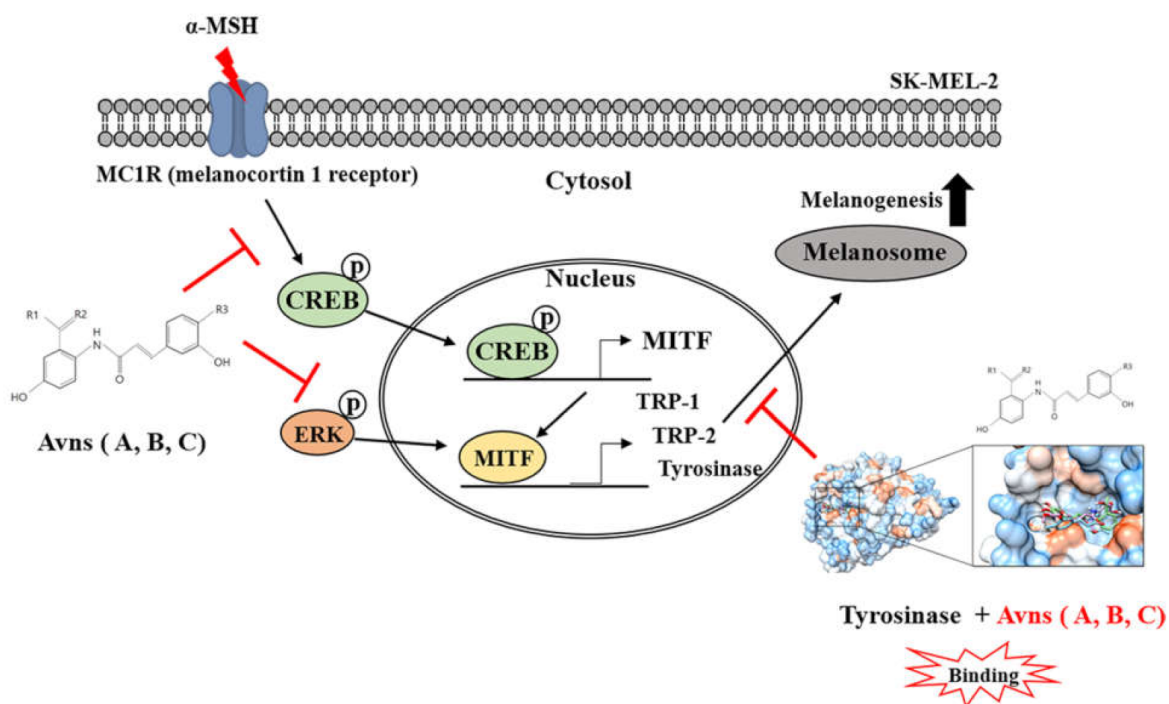 α-MSH
SK-MEL-2
MC1R (melanocortin 1 receptor)
Cytosol
Melanogenesis
Melanosome
Nucleus
p
CREB
p
CREB
MITF
R1
R2
R3
H
N
O
OH
HO
Avns ( A, B, C)
p
ERK
MITF
TRP-1
TRP-2
Tyrosinase
R1
R2
R3
H
N
O
OH
HO
Tyrosinase + Avns ( A, B, C)
Binding